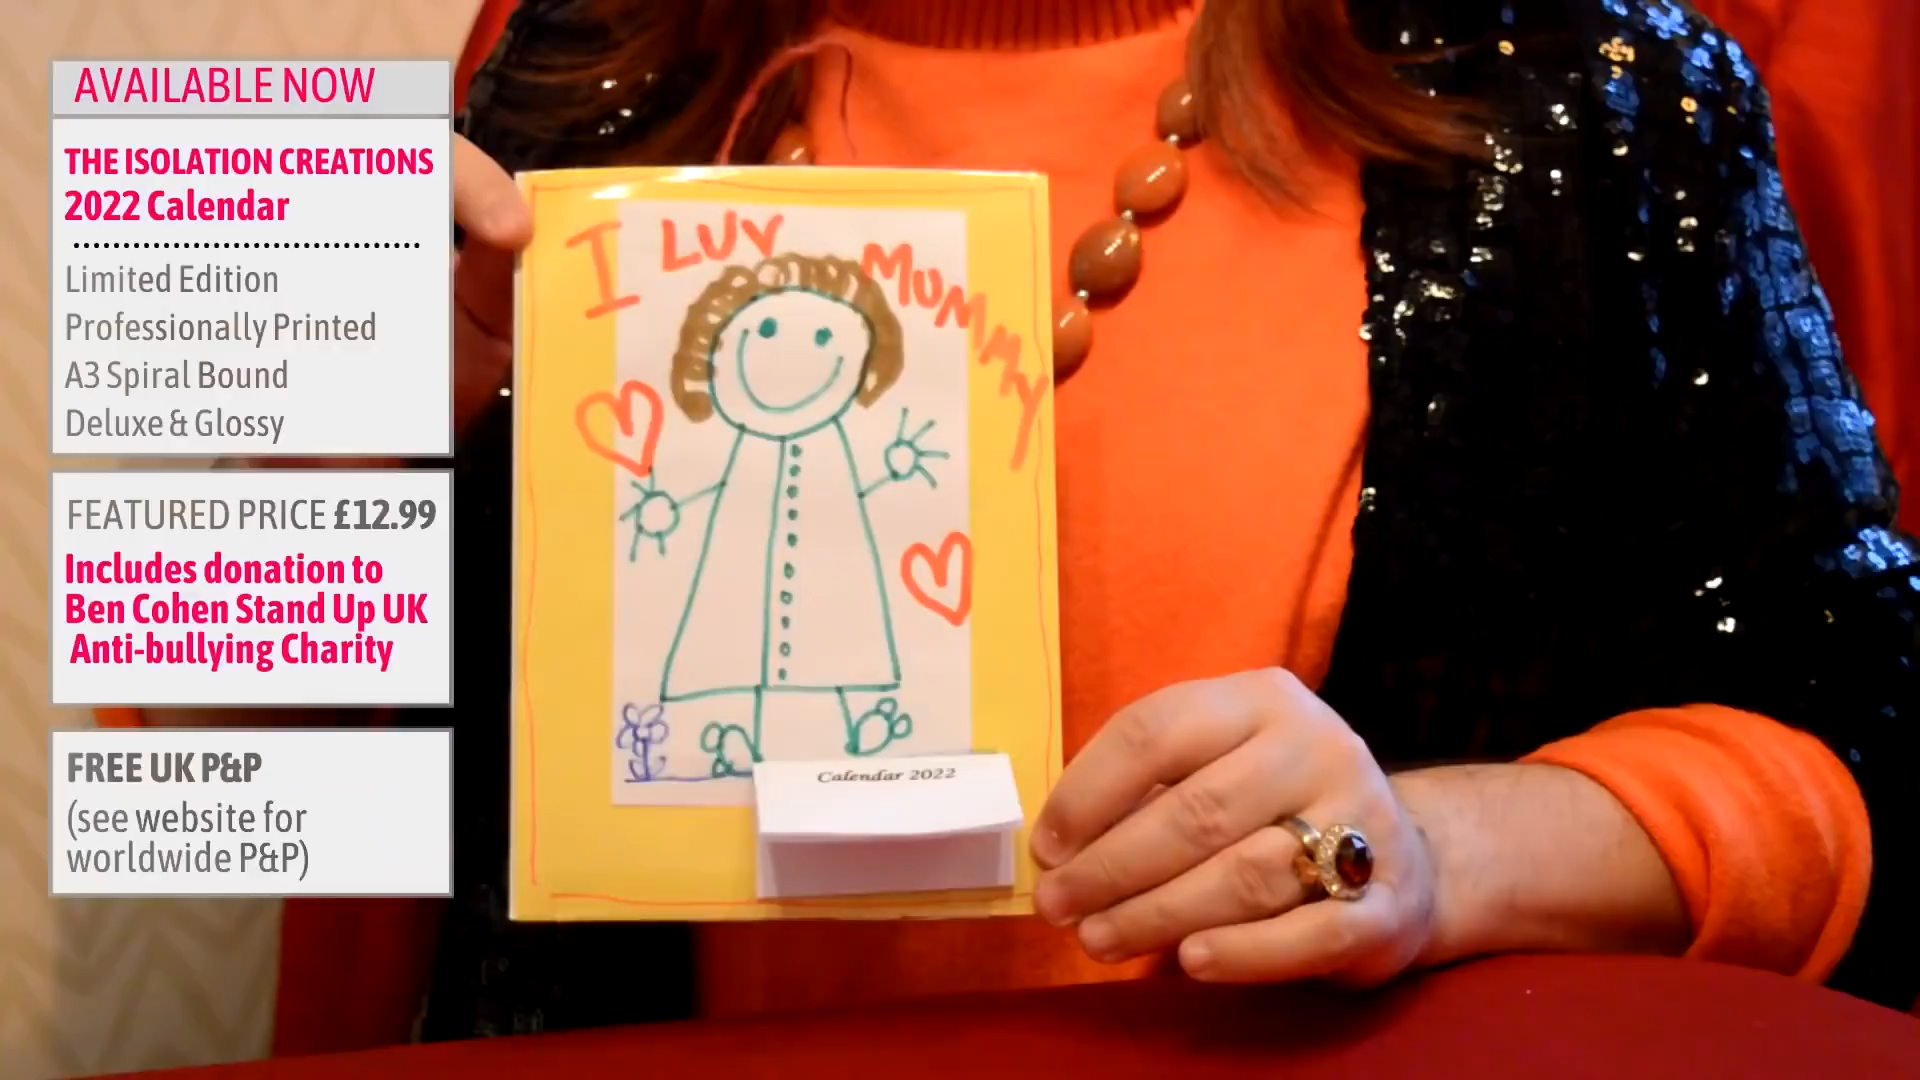 AVAILABLE NOW
THE ISOLATION CREATIONS
2022 Calendar
Limited Edition
Professionally Printed
A3 Spiral Bound
Deluxe & Glossy
FEATURED PRICE £12.99
Includes donation to
Ben Cohen Stand Up UK
Anti-bullying Charity
FREE UK P&P
(see website for
worldwide P&P)
I LUV MUMMY
Calendar 2022